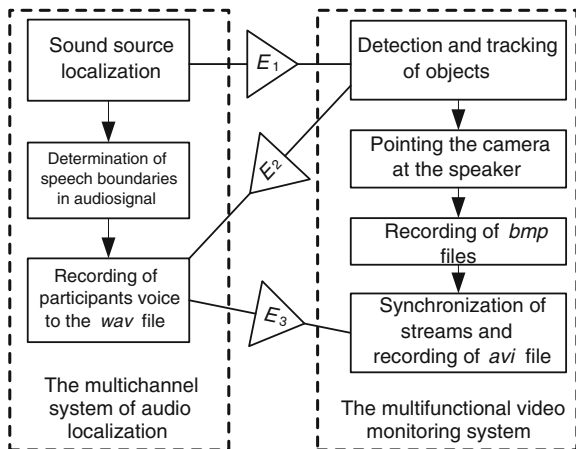 Sound source
localization
Determination of
speech boundaries
in audiosignal
Recording of
participants voice
to the wav file
The multichannel
system of audio
localization
E1
E2
E3
Detection and tracking
of objects
Pointing the camera
at the speaker
Recording of bmp
files
Synchronization of
streams and
recording of avi file
The multifunctional video
monitoring system